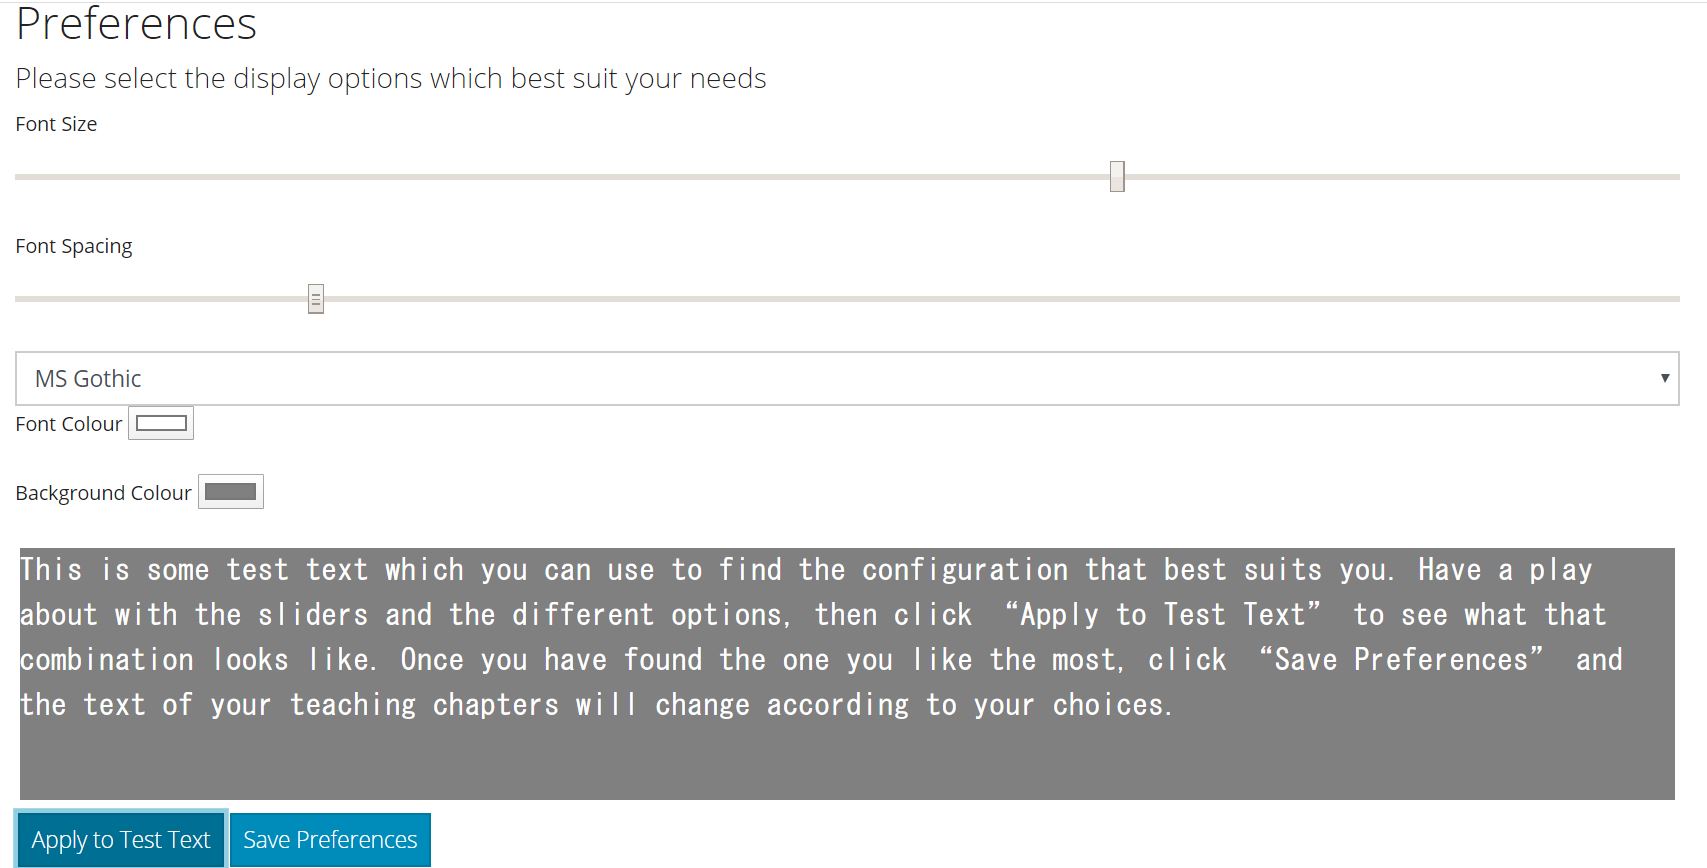 Preferences
Please select the display options which best suit your needs
Font Size
Font Spacing
MS Gothic
Font Colour
Background Colour
This is some test text which you can use to find the configuration that best suits you. Have a play
about with the sliders and the different options, then click “Apply to Test Text” to see what that
combination looks like. Once you have found the one you like the most, click “Save Preferences” and
the text of your teaching chapters will change according to your choices.
Apply to Test Text Save Preferences